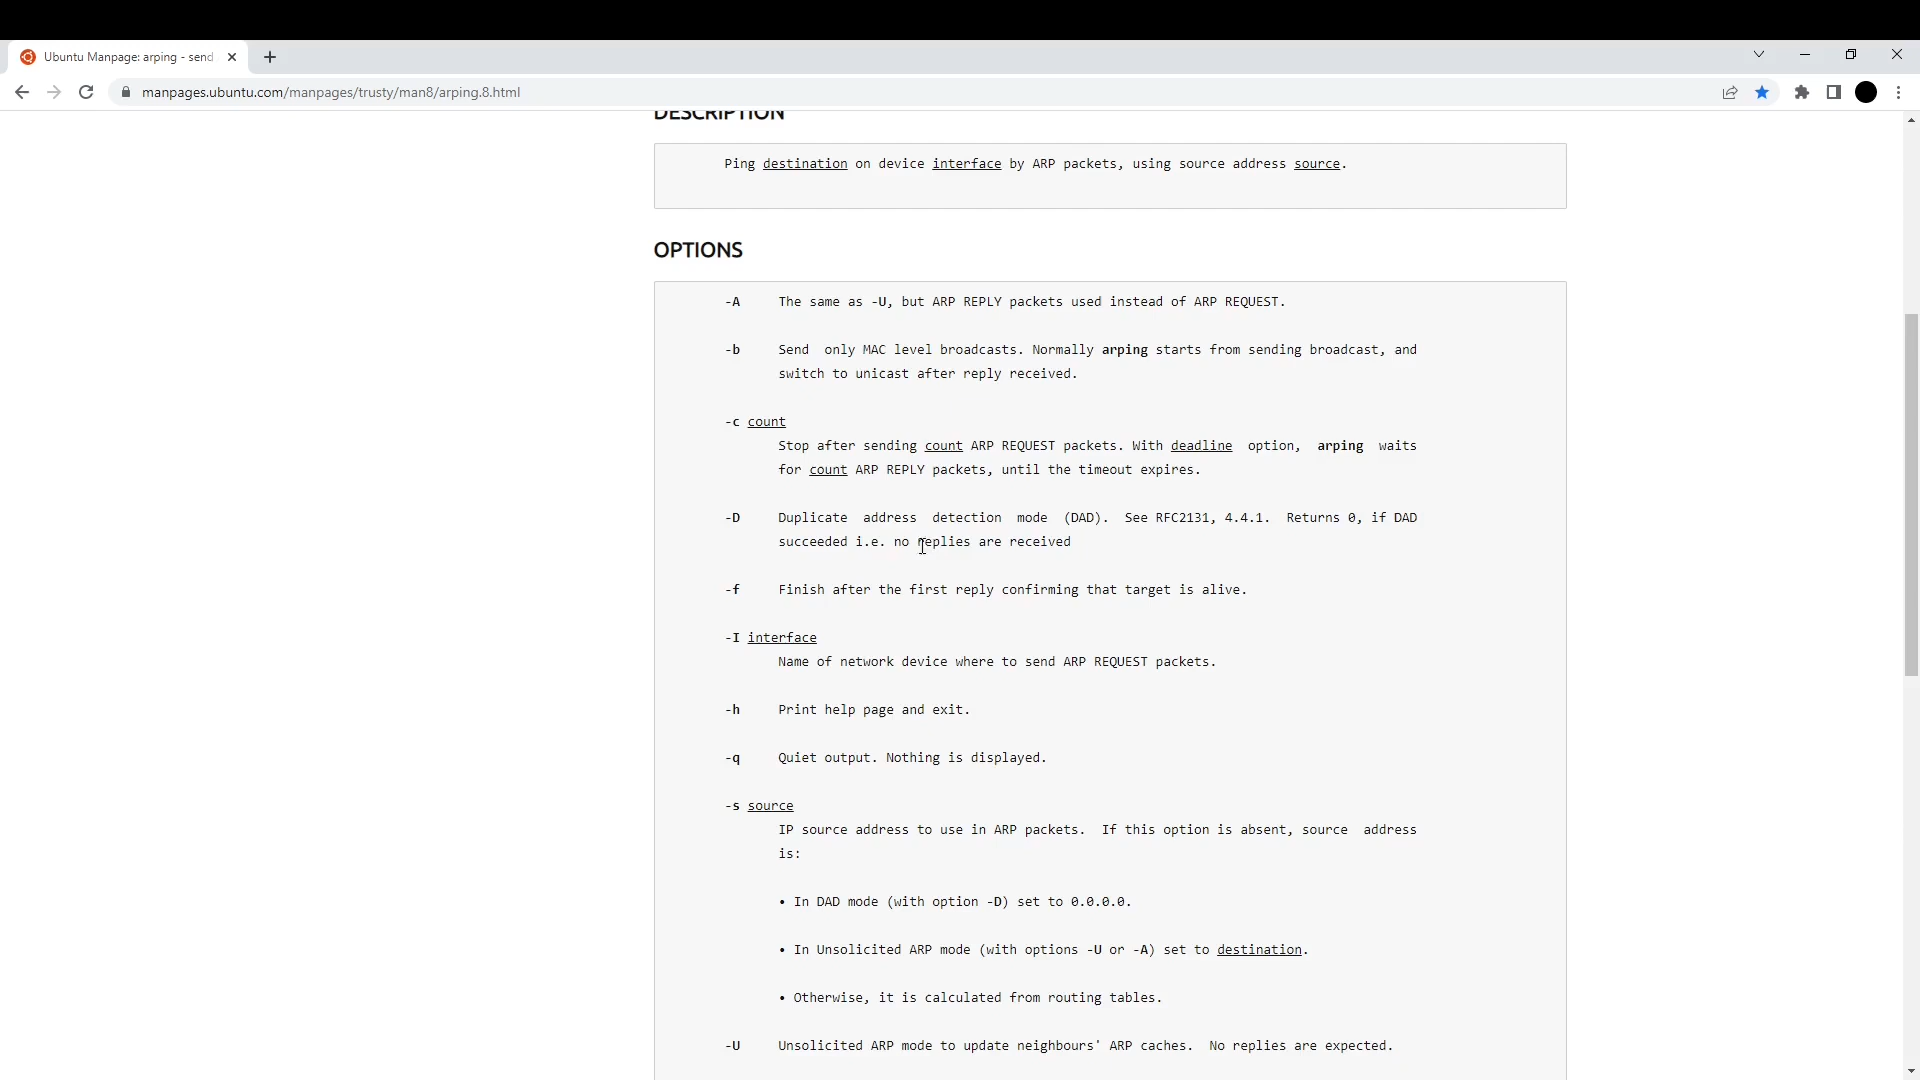 Ubuntu Manpage: arping - send
manpages.ubuntu.com/manpages/trusty/man8/arping.8.html
DESCRIPTION
Ping destination on device interface by ARP packets, using source address source.
OPTIONS
-A The same as -U, but ARP REPLY packets used instead of ARP REQUEST.
-b Send only MAC level broadcasts. Normally arping starts from sending broadcast, and
switch to unicast after reply received.
-c count
Stop after sending count ARP REQUEST packets. With deadline option, arping waits
for count ARP REPLY packets, until the timeout expires.
-D Duplicate address detection mode (DAD). See RFC2131, 4.4.1. Returns 0, if DAD
succeeded i.e. no replies are received
-f Finish after the first reply confirming that target is alive.
-I interface
Name of network device where to send ARP REQUEST packets.
-h Print help page and exit.
-q Quiet output. Nothing is displayed.
-s source
IP source address to use in ARP packets. If this option is absent, source address
is:
• In DAD mode (with option -D) set to 0.0.0.0.
• In Unsolicited ARP mode (with options -U or -A) set to destination.
• Otherwise, it is calculated from routing tables.
-U Unsolicited ARP mode to update neighbours' ARP caches. No replies are expected.